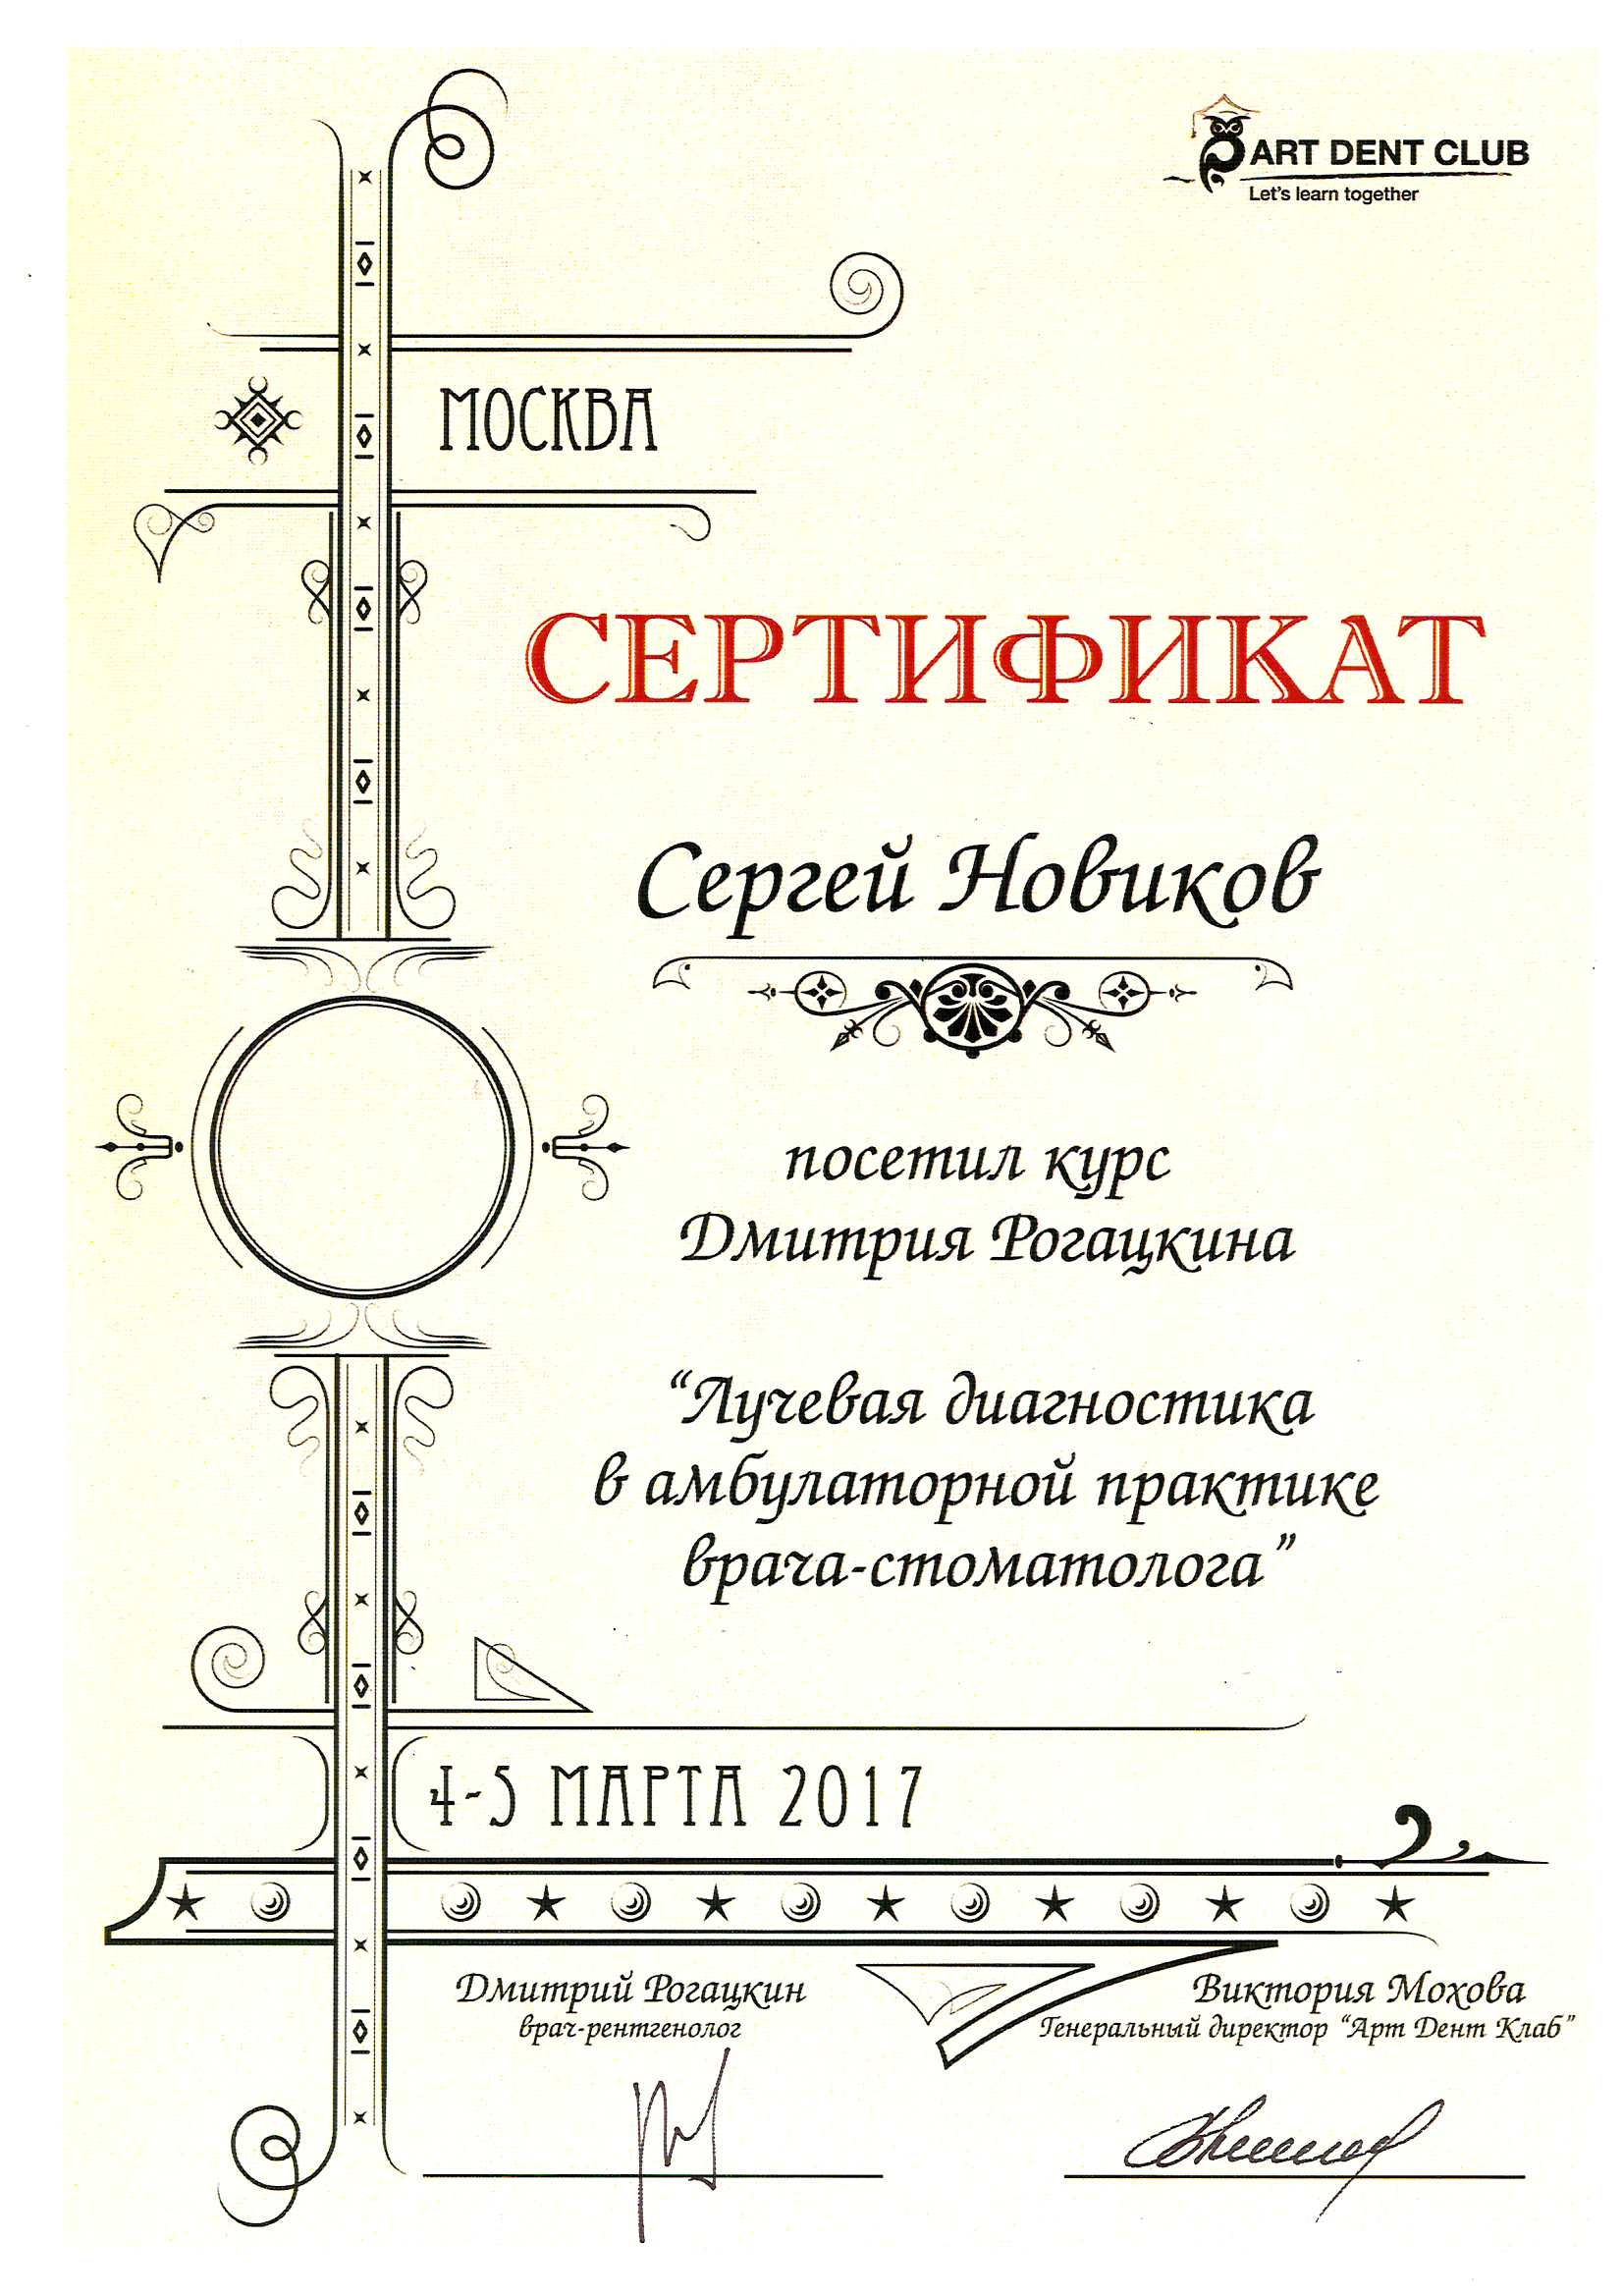 ART DENT CLUB
Let's learn together
МОСКВА
СЕРТИФИКАТ
Сергей Новиков
посетил курс
Дмитрия Рогацкина
“Лучевая диагностика
в амбулаторной практике
врача-стоматолога”
4-5 МАРТА 2017
Дмитрий Рогацкин
врач-рентгенолог
Виктория Мохова
Генеральный директор “Арт Дент Клаб”